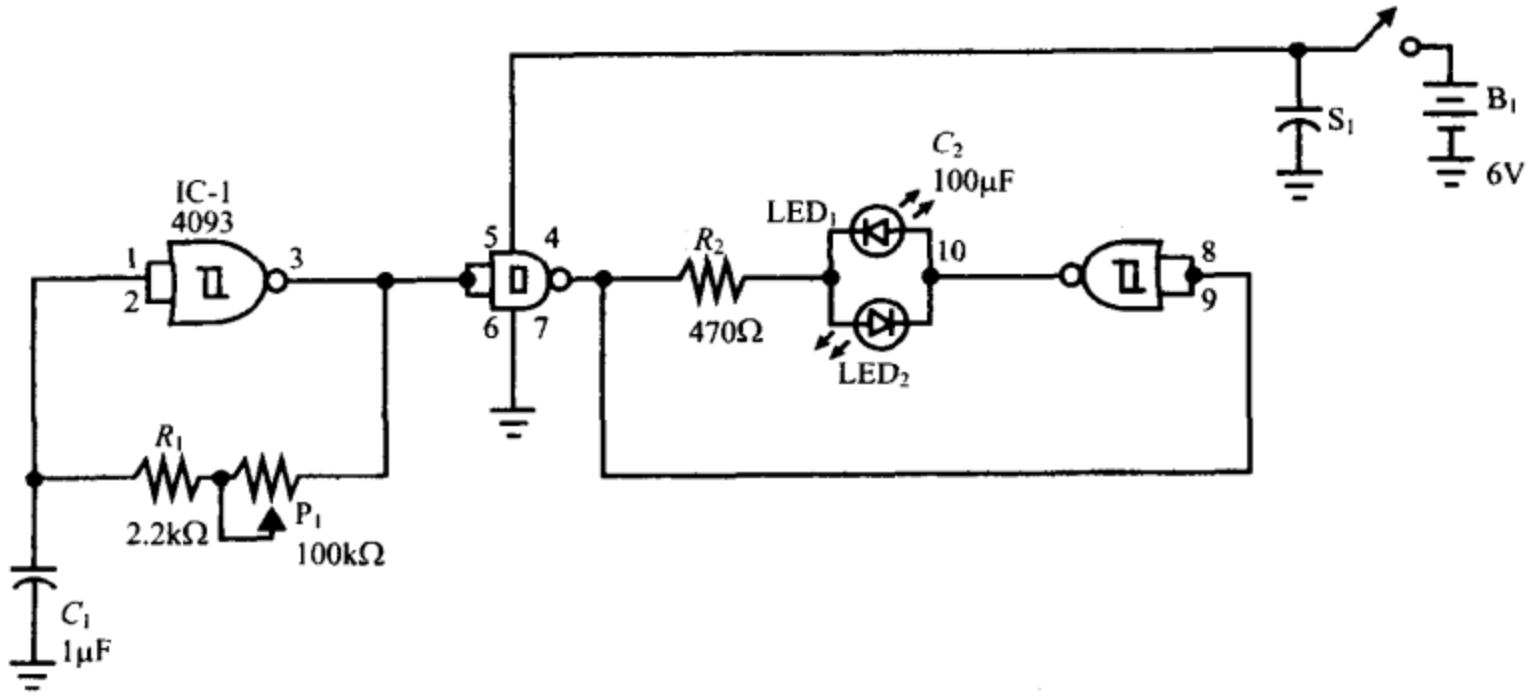 IC-1
4093
1
2
3
5
4
6
7
R₂
470Ω
LED₁
C₂
100µF
LED₂
10
8
9
S₁
B₁
6V
R₁
2.2kΩ
P₁
100kΩ
C₁
1µF